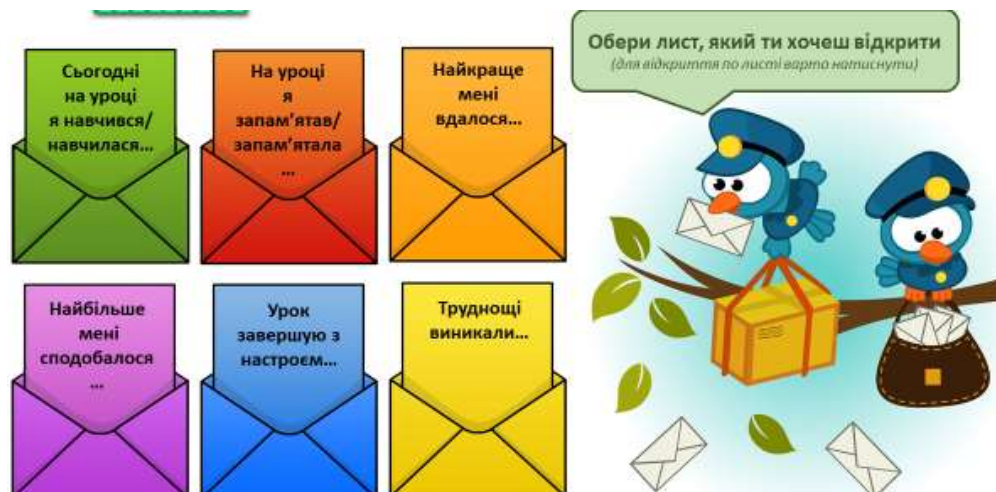 Сьогодні
на уроці
я навчився/
навчилася...
На уроці
я
запам'ятав/
запам'ятала
...
Найкраще
мені
вдалося...
Обери лист, який ти хочеш відкрити
(для відкриття по листі варто натиснути)
Найбільше
мені
сподобалося
...
Урок
завершую з
настроєм...
Труднощі
виникали...